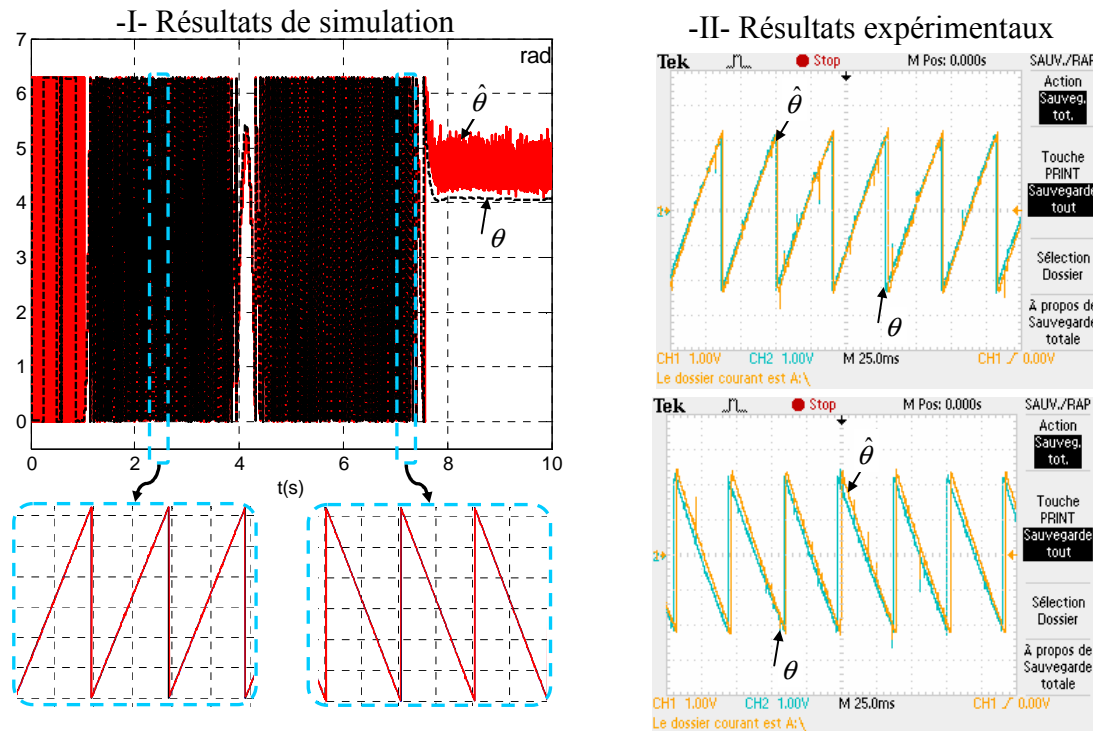 -I- Résultats de simulation
7
6
5
4
3
2
1
0
rad
θ̂
θ
0 2 4 6 8 10
t(s)
-II- Résultats expérimentaux
Tek Stop M Pos: 0.000s SAUV./RAP
Action
Sauveg.
tot.
Touche
PRINT
Sauvegarde
tout
Sélection
Dossier
À propos de
Sauvegarde
totale
θ̂
2
θ
CH1 1.00V CH2 1.00V M 25.0ms CH1 / 0.00V
Le dossier courant est A:\
Tek Stop M Pos: 0.000s SAUV./RAP
Action
Sauveg.
tot.
Touche
PRINT
Sauvegarde
tout
Sélection
Dossier
À propos de
Sauvegarde
totale
θ̂
2
θ
CH1 1.00V CH2 1.00V M 25.0ms CH1 / 0.00V
Le dossier courant est A:\